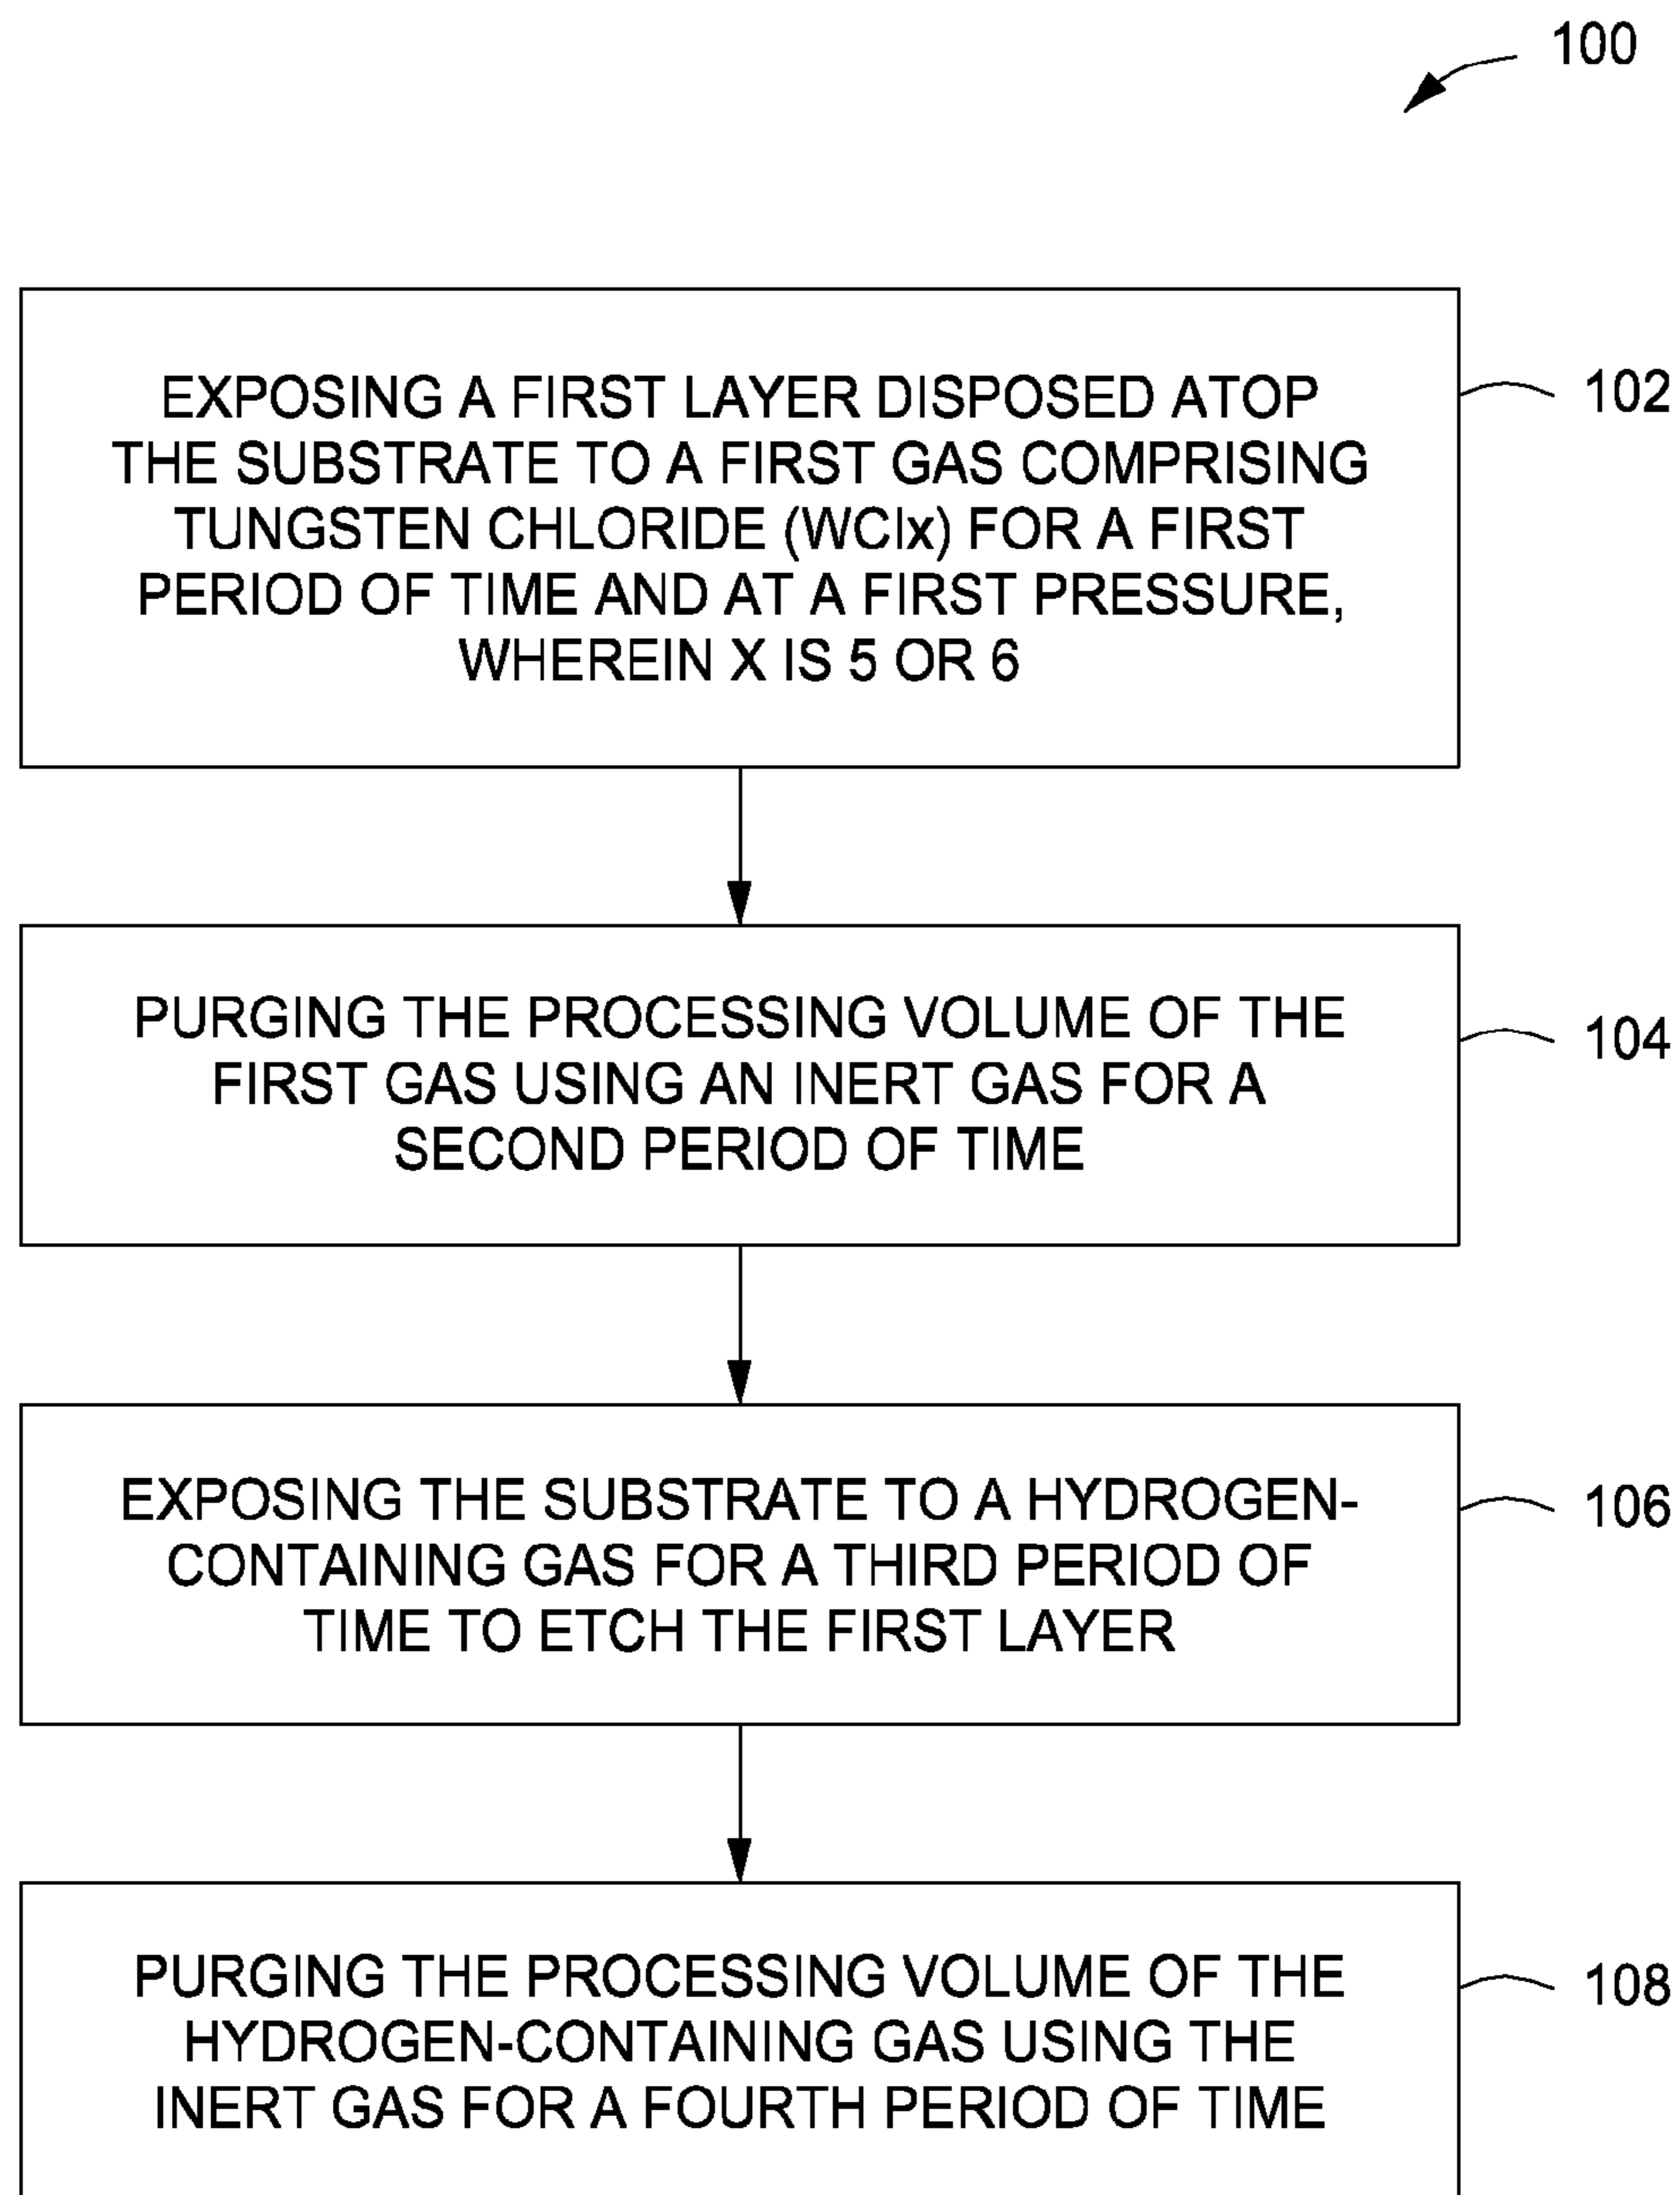 100
EXPOSING A FIRST LAYER DISPOSED ATOP
THE SUBSTRATE TO A FIRST GAS COMPRISING
TUNGSTEN CHLORIDE (WClx) FOR A FIRST
PERIOD OF TIME AND AT A FIRST PRESSURE,
WHEREIN X IS 5 OR 6
102
PURGING THE PROCESSING VOLUME OF THE
FIRST GAS USING AN INERT GAS FOR A
SECOND PERIOD OF TIME
104
EXPOSING THE SUBSTRATE TO A HYDROGEN-
CONTAINING GAS FOR A THIRD PERIOD OF
TIME TO ETCH THE FIRST LAYER
106
PURGING THE PROCESSING VOLUME OF THE
HYDROGEN-CONTAINING GAS USING THE
INERT GAS FOR A FOURTH PERIOD OF TIME
108